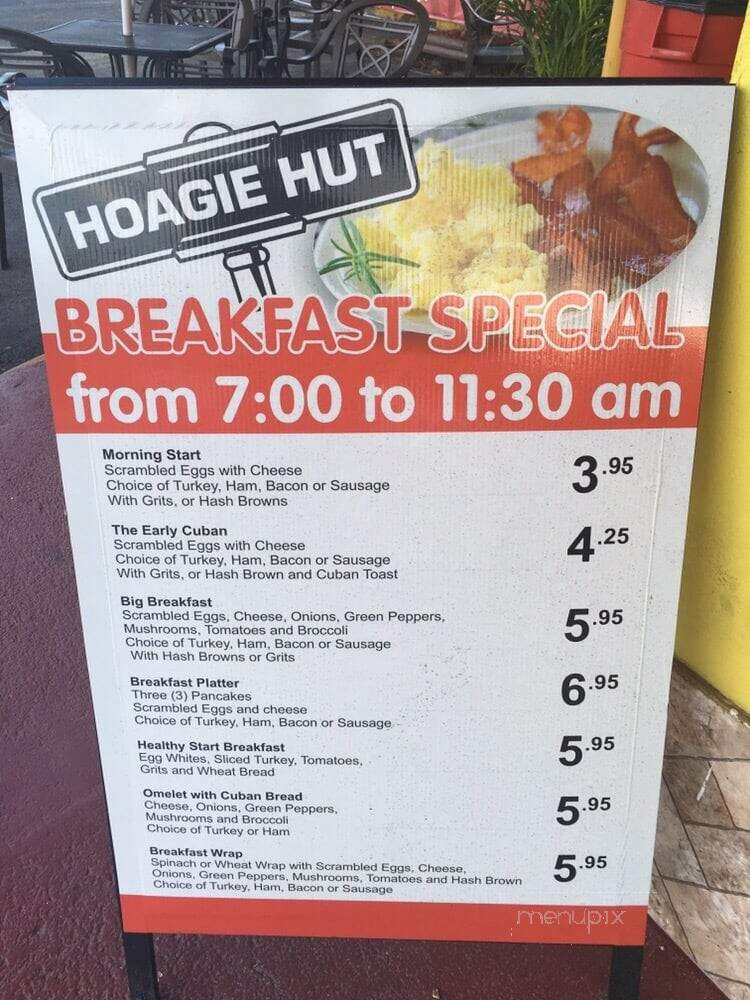 HOAGIE HUT
BREAKFAST SPECIAL
from 7:00 to 11:30 am
Morning Start
Scrambled Eggs with Cheese
Choice of Turkey, Ham, Bacon or Sausage
With Grits, or Hash Browns
3.95
The Early Cuban
Scrambled Eggs with Cheese
Choice of Turkey, Ham, Bacon or Sausage
With Grits, or Hash Brown and Cuban Toast
4.25
Big Breakfast
Scrambled Eggs, Cheese, Onions, Green Peppers,
Mushrooms, Tomatoes and Broccoli
Choice of Turkey, Ham, Bacon or Sausage
With Hash Browns or Grits
5.95
Breakfast Platter
Three (3) Pancakes
Scrambled Eggs and cheese
Choice of Turkey, Ham, Bacon or Sausage
6.95
Healthy Start Breakfast
Egg Whites, Sliced Turkey, Tomatoes,
Grits and Wheat Bread
5.95
Omelet with Cuban Bread
Cheese, Onions, Green Peppers,
Mushrooms and Broccoli
Choice of Turkey or Ham
5.95
Breakfast Wrap
Spinach or Wheat Wrap with Scrambled Eggs, Cheese,
Onions, Green Peppers, Mushrooms, Tomatoes and Hash Brown
Choice of Turkey, Ham, Bacon or Sausage
5.95
menupix